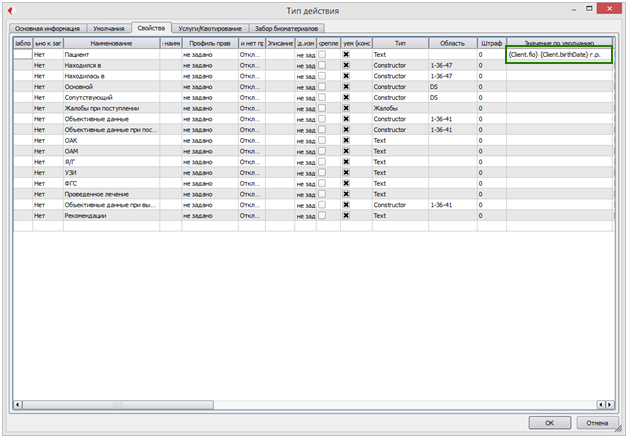 Тип действия
Основная информация Умолчания Свойства Услуги/Квотирование Забор биоматериалов
Јабло ьно к заг Наименование : наимє Профиль прав и нет пр Описание :д.изм крепле уем (конс Тип Область Штраф Значение по умолчанию
Нет Пациент не задано Откл... не зад Text 0 {Client.fio} {Client.birthDate} г.р.
Нет Находился в не задано Откл... не зад Constructor 1-36-47 0
Нет Находилась в не задано Откл... не зад Constructor 1-36-47 0
Нет Основной не задано Откл... не зад Constructor DS 0
Нет Сопутствующий не задано Откл... не зад Constructor DS 0
Нет Жалобы при поступлении не задано Откл... не зад Жалобы 0
Нет Объективные данные не задано Откл... не зад Constructor 1-36-41 0
Нет Объективные данные при пос... не задано Откл... не зад Constructor 1-36-41 0
Нет ОАК не задано Откл... не зад Text 0
Нет ОАМ не задано Откл... не зад Text 0
Нет Я/Г не задано Откл... не зад Text 0
Нет УЗИ не задано Откл... не зад Text 0
Нет ФГС не задано Откл... не зад Text 0
Нет Проведенное лечение не задано Откл... не зад Text 0
Нет Объективные данные при вы... не задано Откл... не зад Constructor 1-36-41 0
Нет Рекомендации не задано Откл... не зад Text 0
ОК Отмена